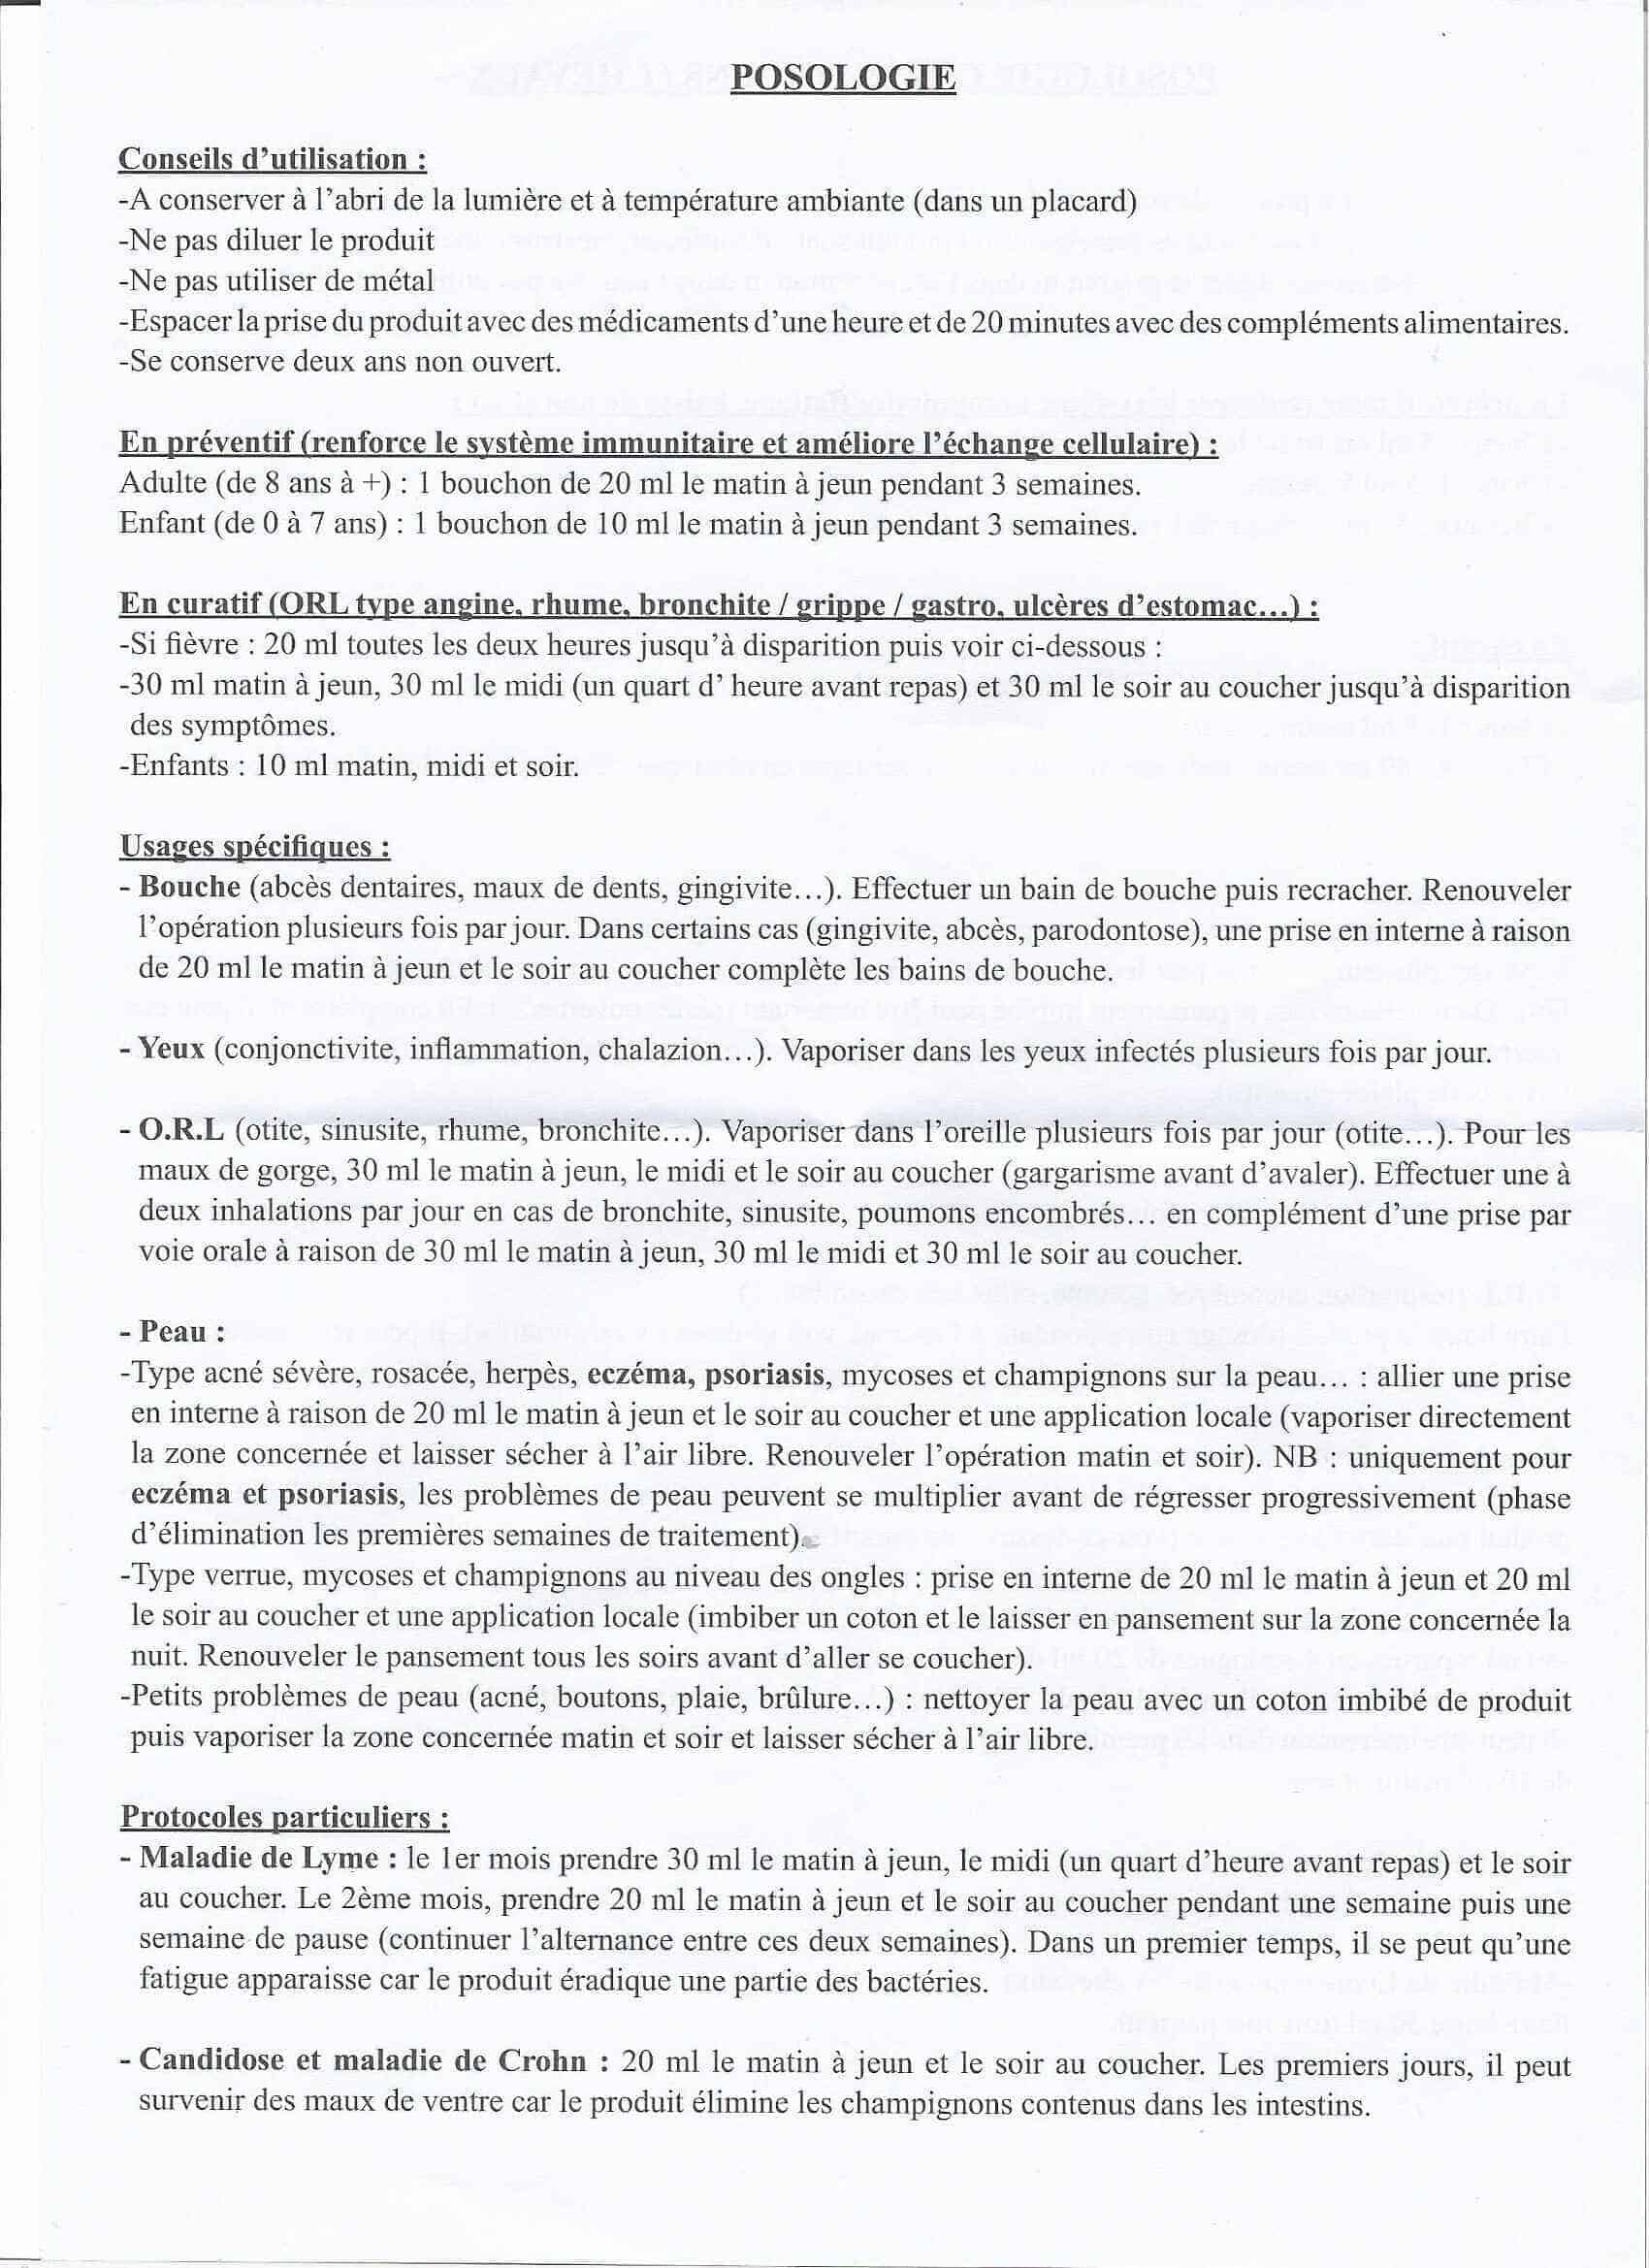 POSOLOGIE
Conseils d’utilisation :
-A conserver à l’abri de la lumière et à température ambiante (dans un placard)
-Ne pas diluer le produit
-Ne pas utiliser de métal
-Espacer la prise du produit avec des médicaments d’une heure et de 20 minutes avec des compléments alimentaires.
-Se conserve deux ans non ouvert.
En préventif (renforce le système immunitaire et améliore l’échange cellulaire) :
Adulte (de 8 ans à +) : 1 bouchon de 20 ml le matin à jeun pendant 3 semaines.
Enfant (de 0 à 7 ans) : 1 bouchon de 10 ml le matin à jeun pendant 3 semaines.
En curatif (ORL type angine, rhume, bronchite / grippe / gastro, ulcères d’estomac…) :
-Si fièvre : 20 ml toutes les deux heures jusqu’à disparition puis voir ci-dessous :
-30 ml matin à jeun, 30 ml le midi (un quart d’ heure avant repas) et 30 ml le soir au coucher jusqu’à disparition
des symptômes.
-Enfants : 10 ml matin, midi et soir.
Usages spécifiques :
- Bouche (abcès dentaires, maux de dents, gingivite…). Effectuer un bain de bouche puis recracher. Renouveler
l’opération plusieurs fois par jour. Dans certains cas (gingivite, abcès, parodontose), une prise en interne à raison
de 20 ml le matin à jeun et le soir au coucher complète les bains de bouche.
- Yeux (conjonctivite, inflammation, chalazion…). Vaporiser dans les yeux infectés plusieurs fois par jour.
- O.R.L (otite, sinusite, rhume, bronchite…). Vaporiser dans l’oreille plusieurs fois par jour (otite…). Pour les
maux de gorge, 30 ml le matin à jeun, le midi et le soir au coucher (gargarisme avant d’avaler). Effectuer une à
deux inhalations par jour en cas de bronchite, sinusite, poumons encombrés… en complément d’une prise par
voie orale à raison de 30 ml le matin à jeun, 30 ml le midi et 30 ml le soir au coucher.
- Peau :
-Type acné sévère, rosacée, herpès, eczéma, psoriasis, mycoses et champignons sur la peau… : allier une prise
en interne à raison de 20 ml le matin à jeun et le soir au coucher et une application locale (vaporiser directement
la zone concernée et laisser sécher à l’air libre. Renouveler l’opération matin et soir). NB : uniquement pour
eczéma et psoriasis, les problèmes de peau peuvent se multiplier avant de régresser progressivement (phase
d’élimination les premières semaines de traitement).
-Type verrue, mycoses et champignons au niveau des ongles : prise en interne de 20 ml le matin à jeun et 20 ml
le soir au coucher et une application locale (imbiber un coton et le laisser en pansement sur la zone concernée la
nuit. Renouveler le pansement tous les soirs avant d’aller se coucher).
-Petits problèmes de peau (acné, boutons, plaie, brûlure…) : nettoyer la peau avec un coton imbibé de produit
puis vaporiser la zone concernée matin et soir et laisser sécher à l’air libre.
Protocoles particuliers :
- Maladie de Lyme : le 1er mois prendre 30 ml le matin à jeun, le midi (un quart d’heure avant repas) et le soir
au coucher. Le 2ème mois, prendre 20 ml le matin à jeun et le soir au coucher pendant une semaine puis une
semaine de pause (continuer l’alternance entre ces deux semaines). Dans un premier temps, il se peut qu’une
fatigue apparaisse car le produit éradique une partie des bactéries.
- Candidose et maladie de Crohn : 20 ml le matin à jeun et le soir au coucher. Les premiers jours, il peut
survenir des maux de ventre car le produit élimine les champignons contenus dans les intestins.